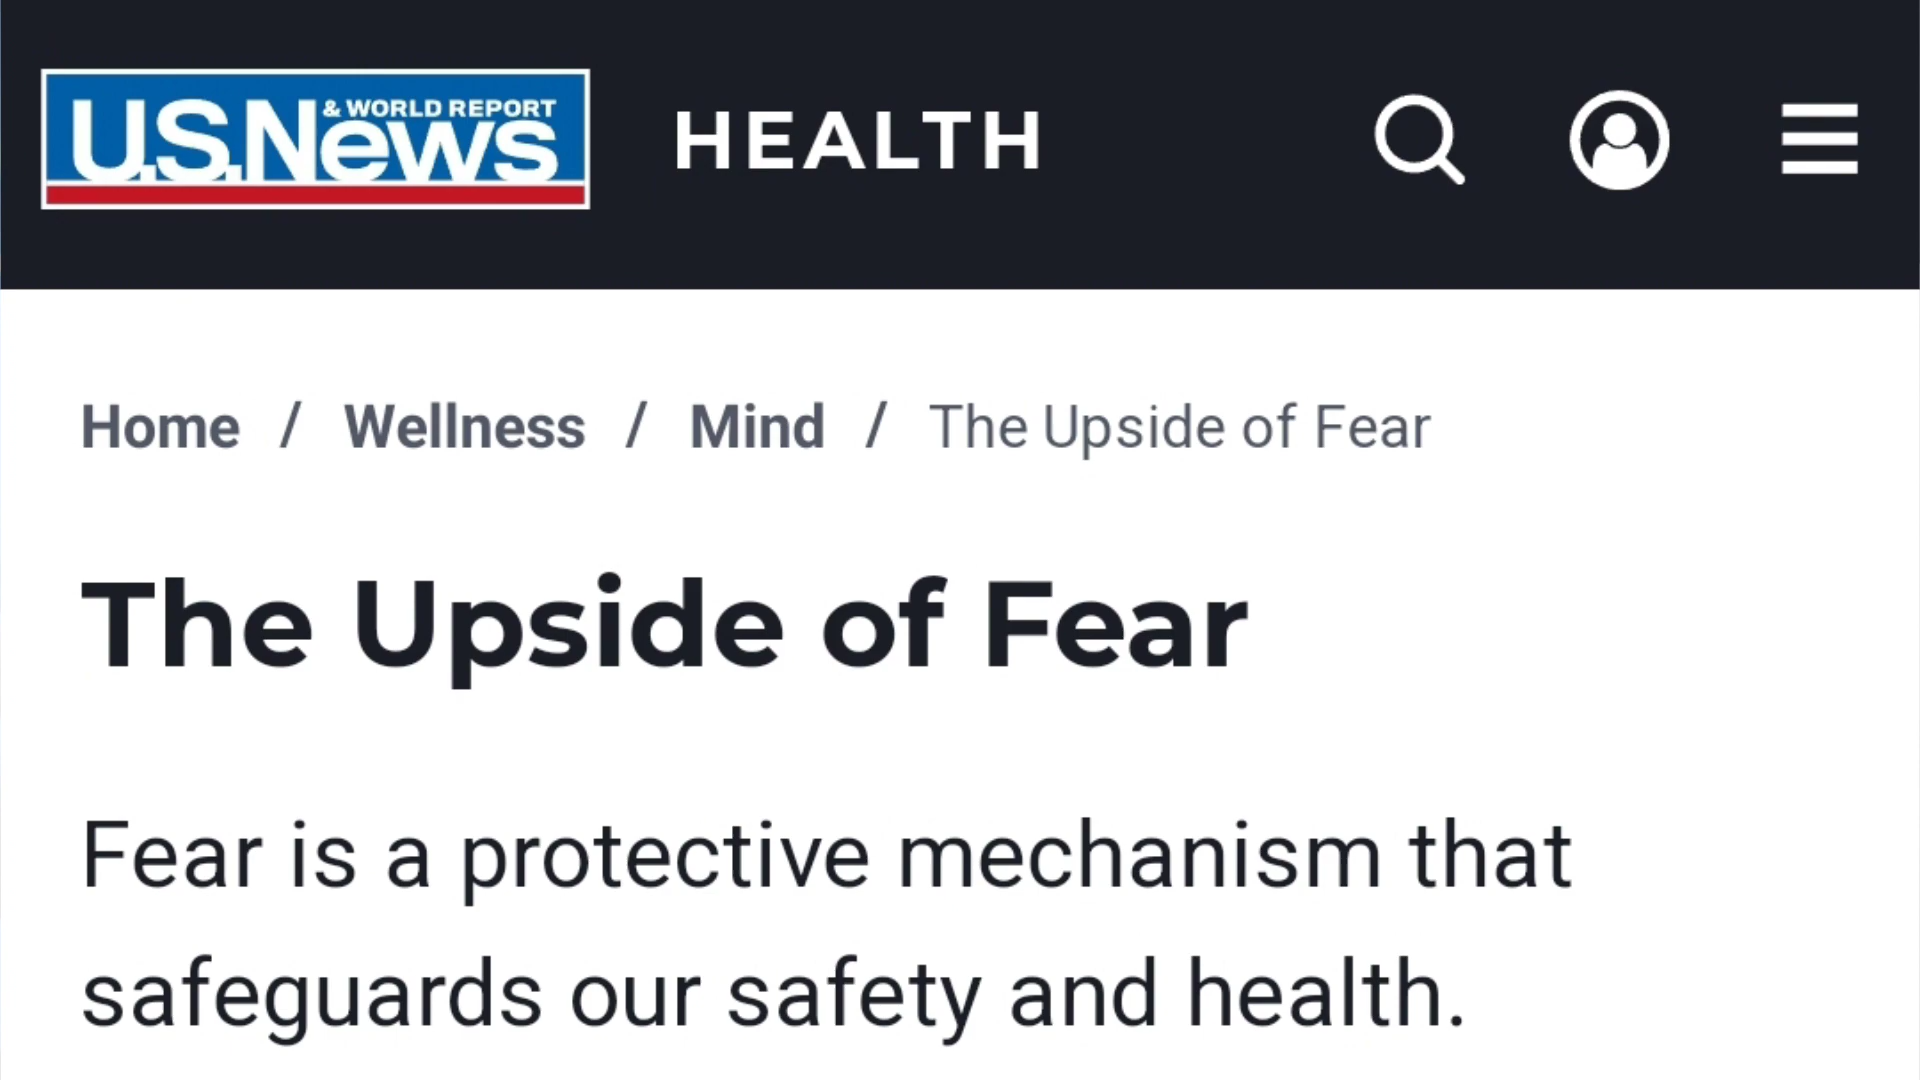 U.S.News & WORLD REPORT
HEALTH
Home / Wellness / Mind / The Upside of Fear
The Upside of Fear
Fear is a protective mechanism that
safeguards our safety and health.